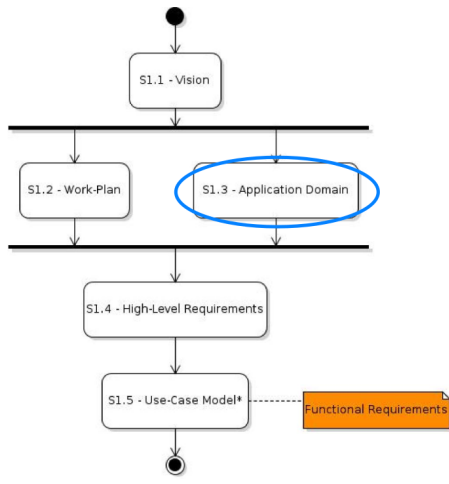 S1.1 - Vision
S1.2 - Work-Plan
S1.3 - Application Domain
S1.4 - High-Level Requirements
S1.5 - Use-Case Model*
Functional Requirements